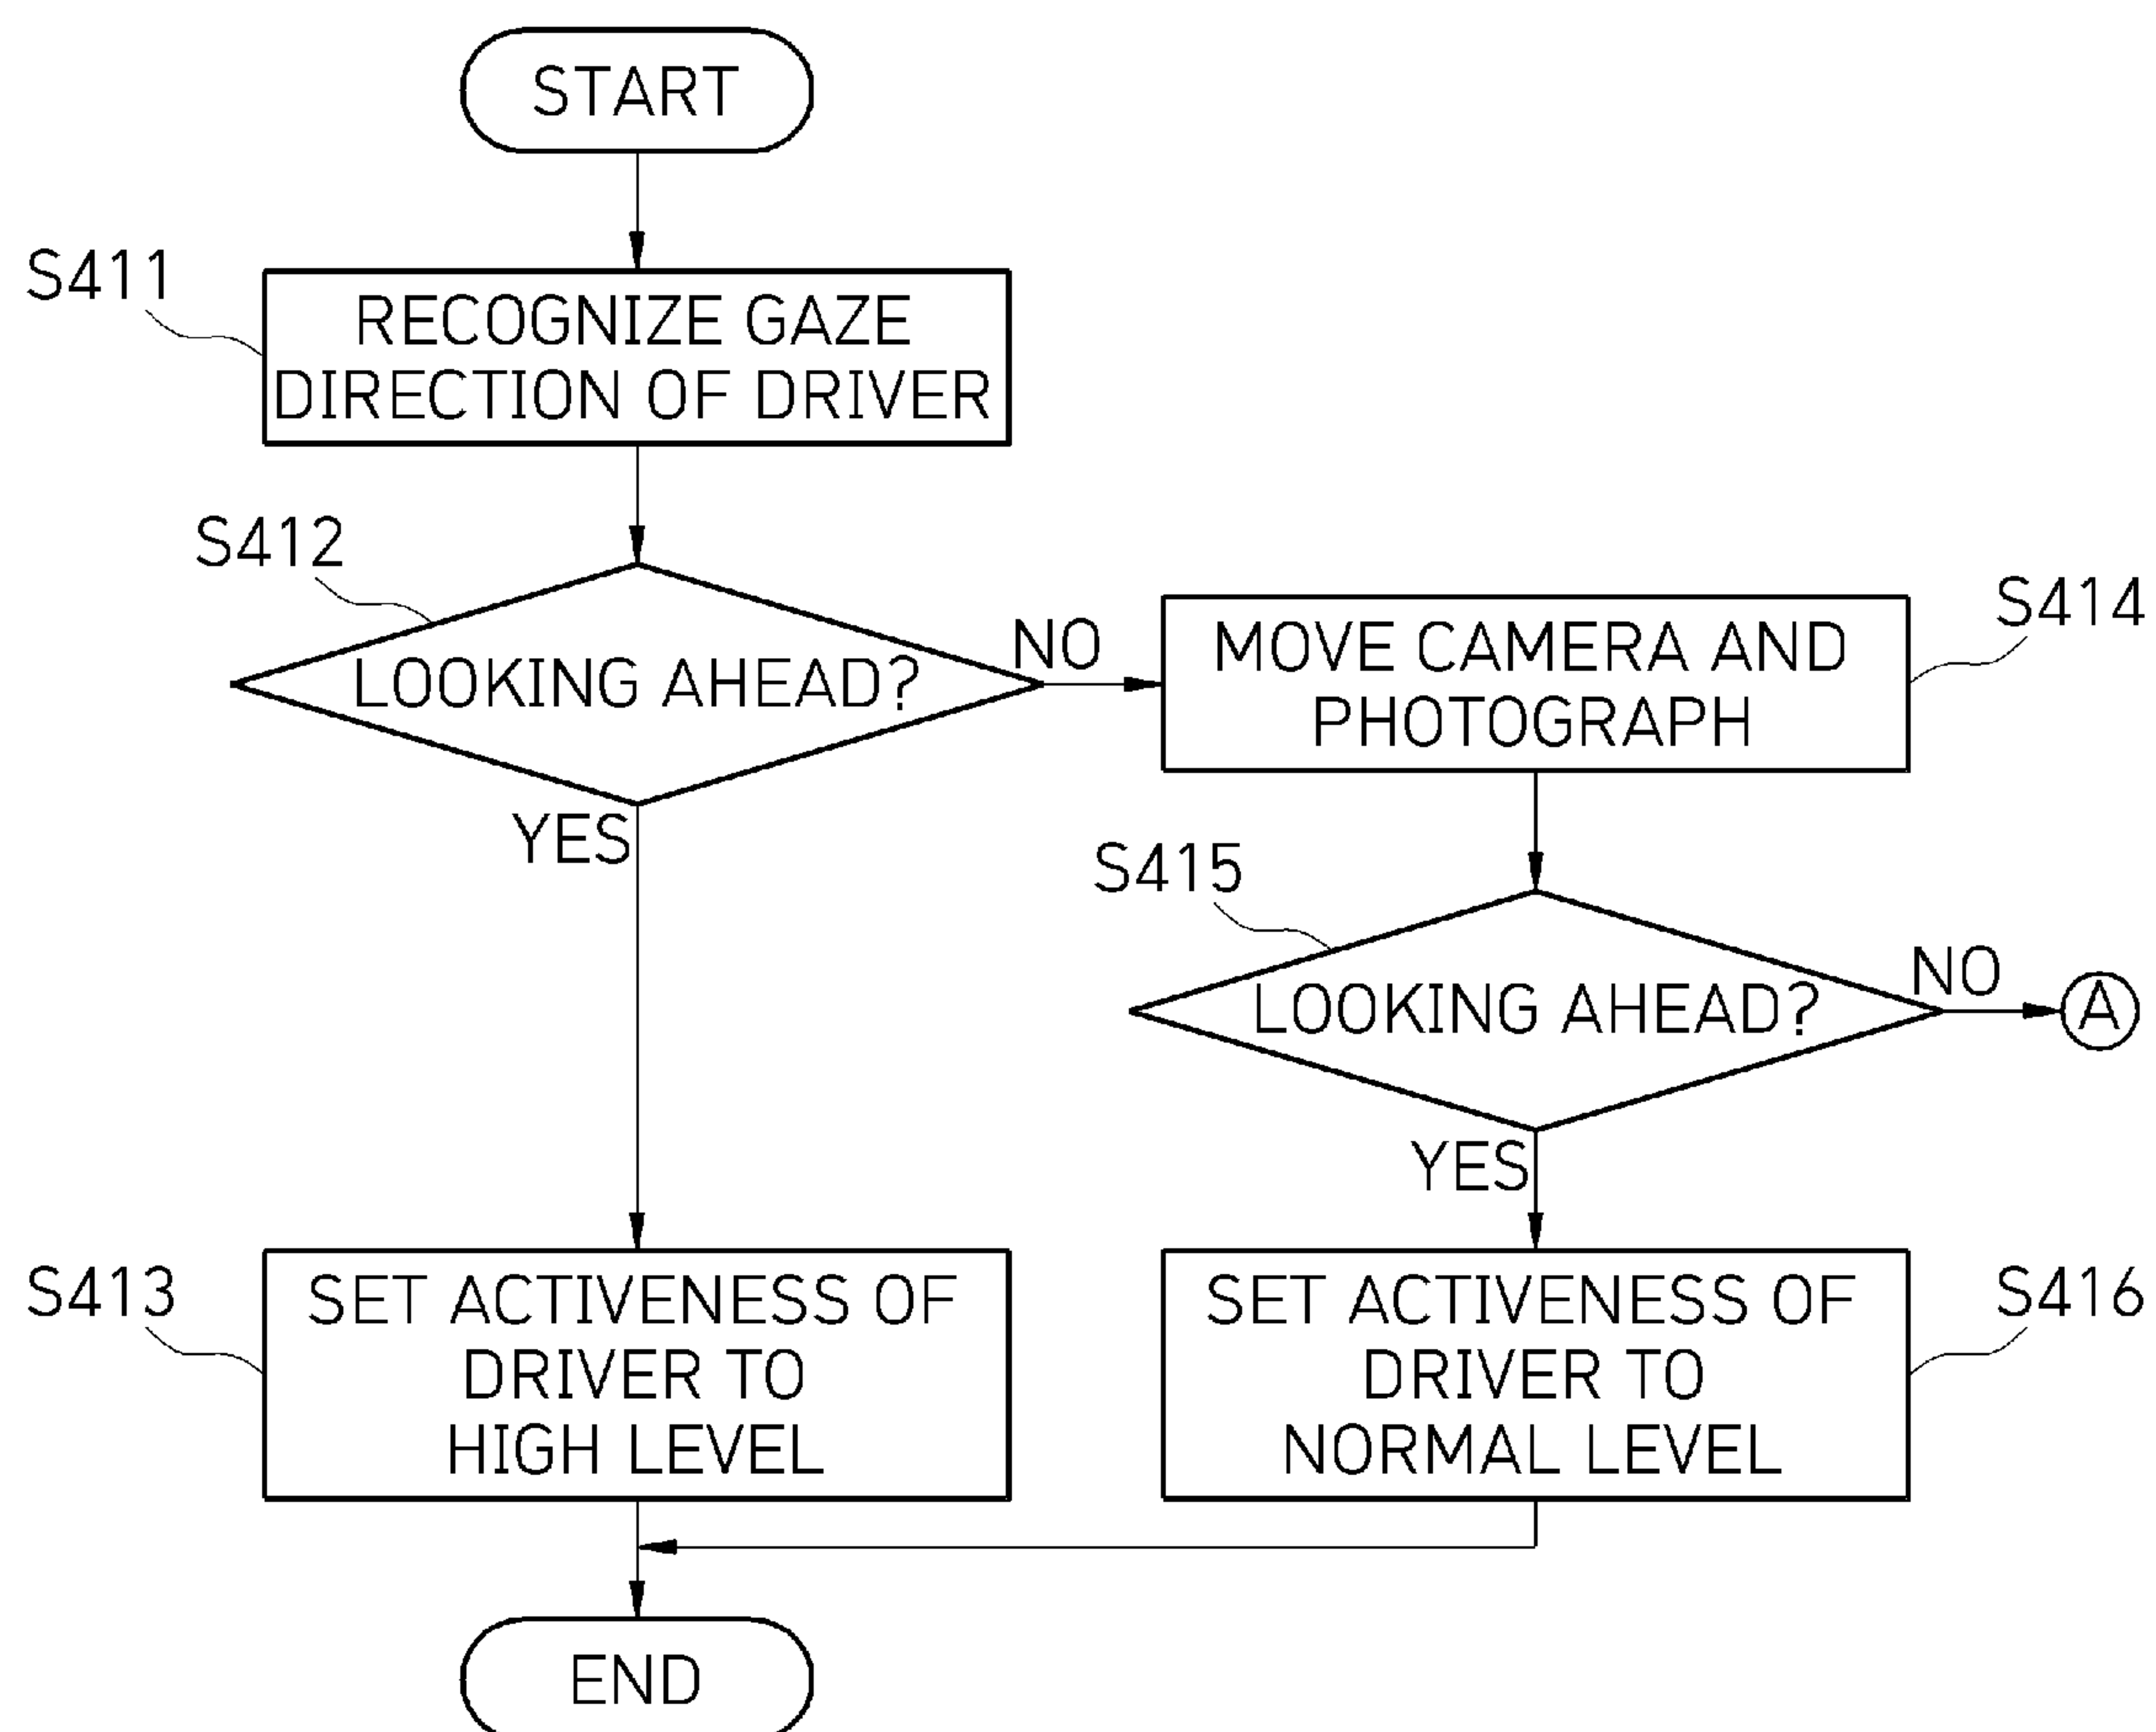 START
S411
RECOGNIZE GAZE
DIRECTION OF DRIVER
S412
LOOKING AHEAD?
NO
YES
S414
MOVE CAMERA AND
PHOTOGRAPH
S415
LOOKING AHEAD?
NO
A
YES
S413
SET ACTIVENESS OF
DRIVER TO
HIGH LEVEL
S416
SET ACTIVENESS OF
DRIVER TO
NORMAL LEVEL
END